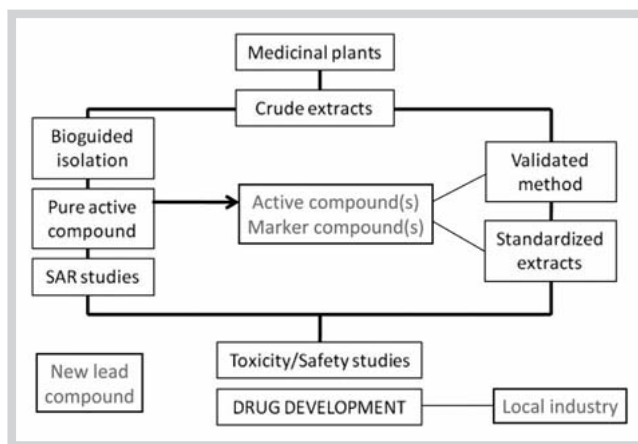 Medicinal plants
Crude extracts
Bioguided
isolation
Pure active
compound
SAR studies
Active compound(s)
Marker compound(s)
Validated
method
Standardized
extracts
Toxicity/Safety studies
New lead
compound
DRUG DEVELOPMENT
Local industry